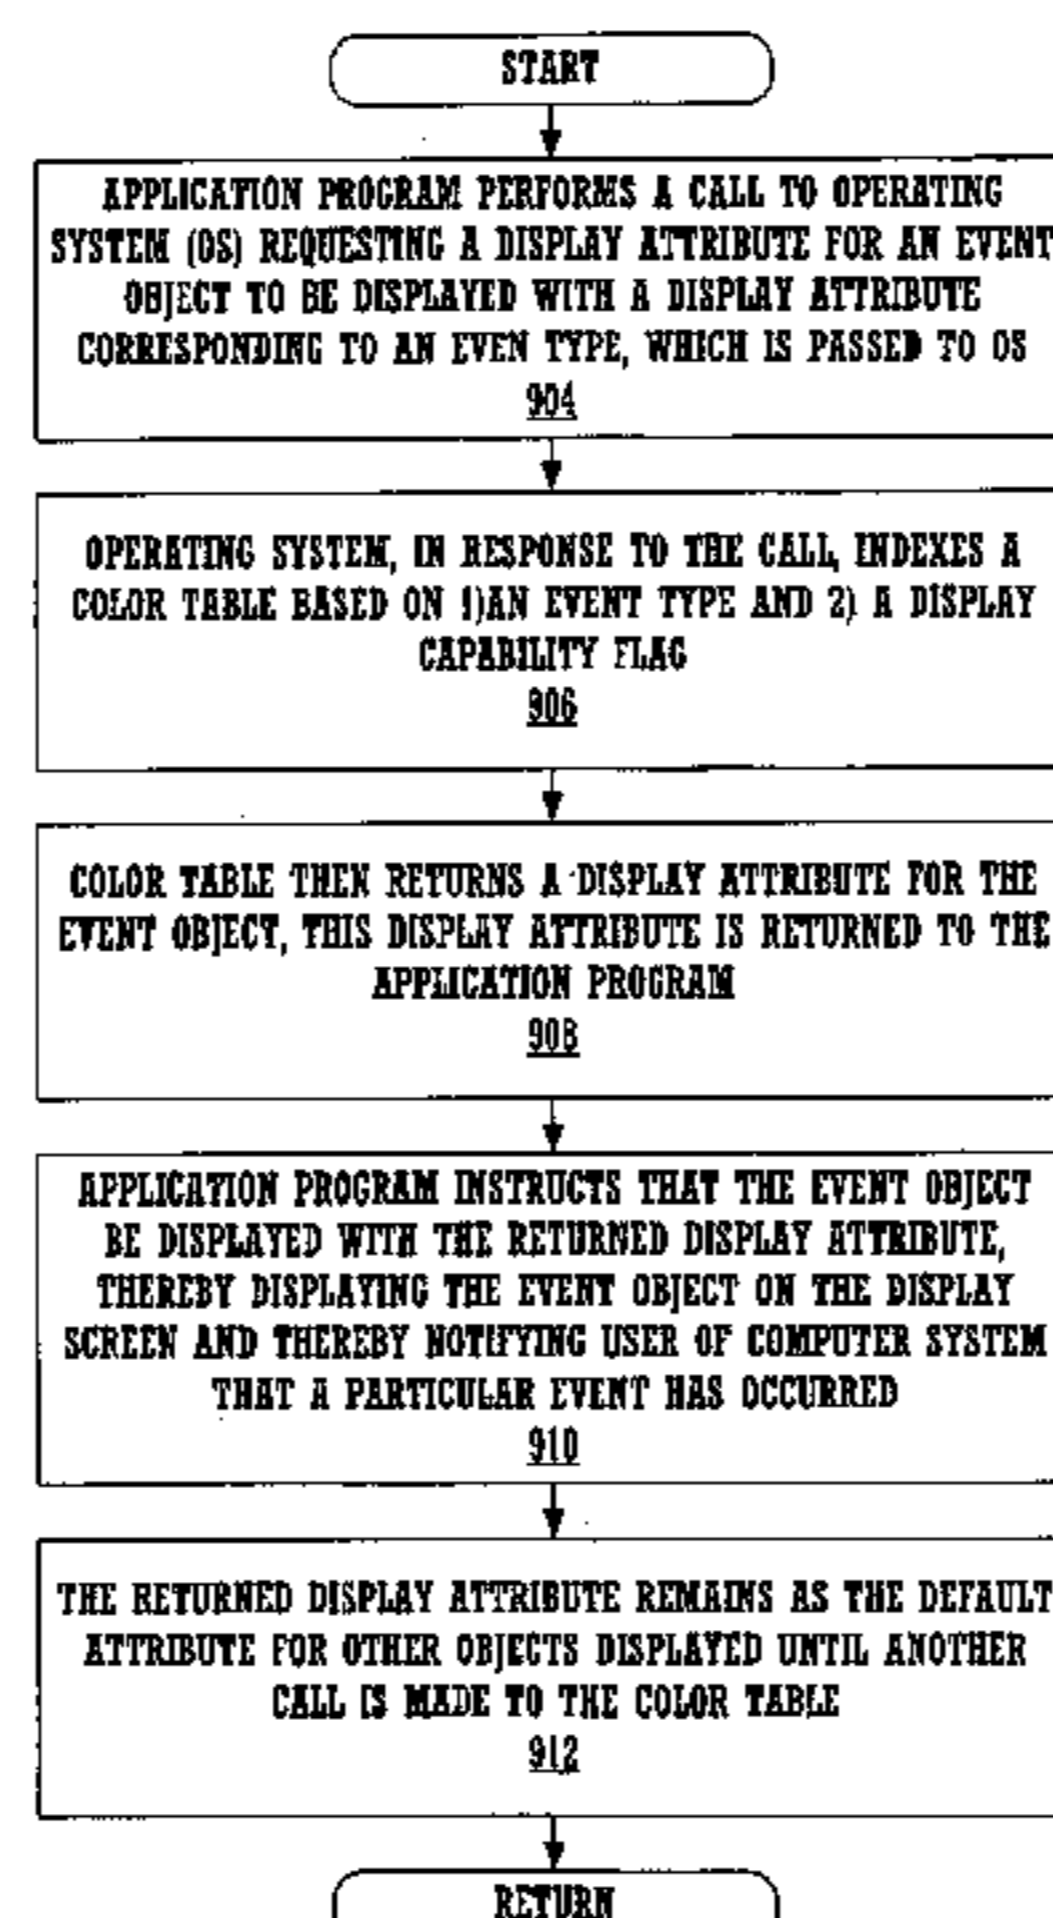 START
APPLICATION PROGRAM PERFORMS A CALL TO OPERATING
SYSTEM (OS) REQUESTING A DISPLAY ATTRIBUTE FOR AN EVENT
OBJECT TO BE DISPLAYED WITH A DISPLAY ATTRIBUTE
CORRESPONDING TO AN EVEN TYPE, WHICH IS PASSED TO OS
904
OPERATING SYSTEM, IN RESPONSE TO THE CALL, INDEXES A
COLOR TABLE BASED ON 1)AN EVENT TYPE AND 2) A DISPLAY
CAPABILITY FLAG
906
COLOR TABLE THEN RETURNS A DISPLAY ATTRIBUTE FOR THE
EVENT OBJECT, THIS DISPLAY ATTRIBUTE IS RETURNED TO THE
APPLICATION PROGRAM
908
APPLICATION PROGRAM INSTRUCTS THAT THE EVENT OBJECT
BE DISPLAYED WITH THE RETURNED DISPLAY ATTRIBUTE,
THEREBY DISPLAYING THE EVENT OBJECT ON THE DISPLAY
SCREEN AND THEREBY NOTIFYING USER OF COMPUTER SYSTEM
THAT A PARTICULAR EVENT HAS OCCURRED
910
THE RETURNED DISPLAY ATTRIBUTE REMAINS AS THE DEFAULT
ATTRIBUTE FOR OTHER OBJECTS DISPLAYED UNTIL ANOTHER
CALL IS MADE TO THE COLOR TABLE
912
RETURN